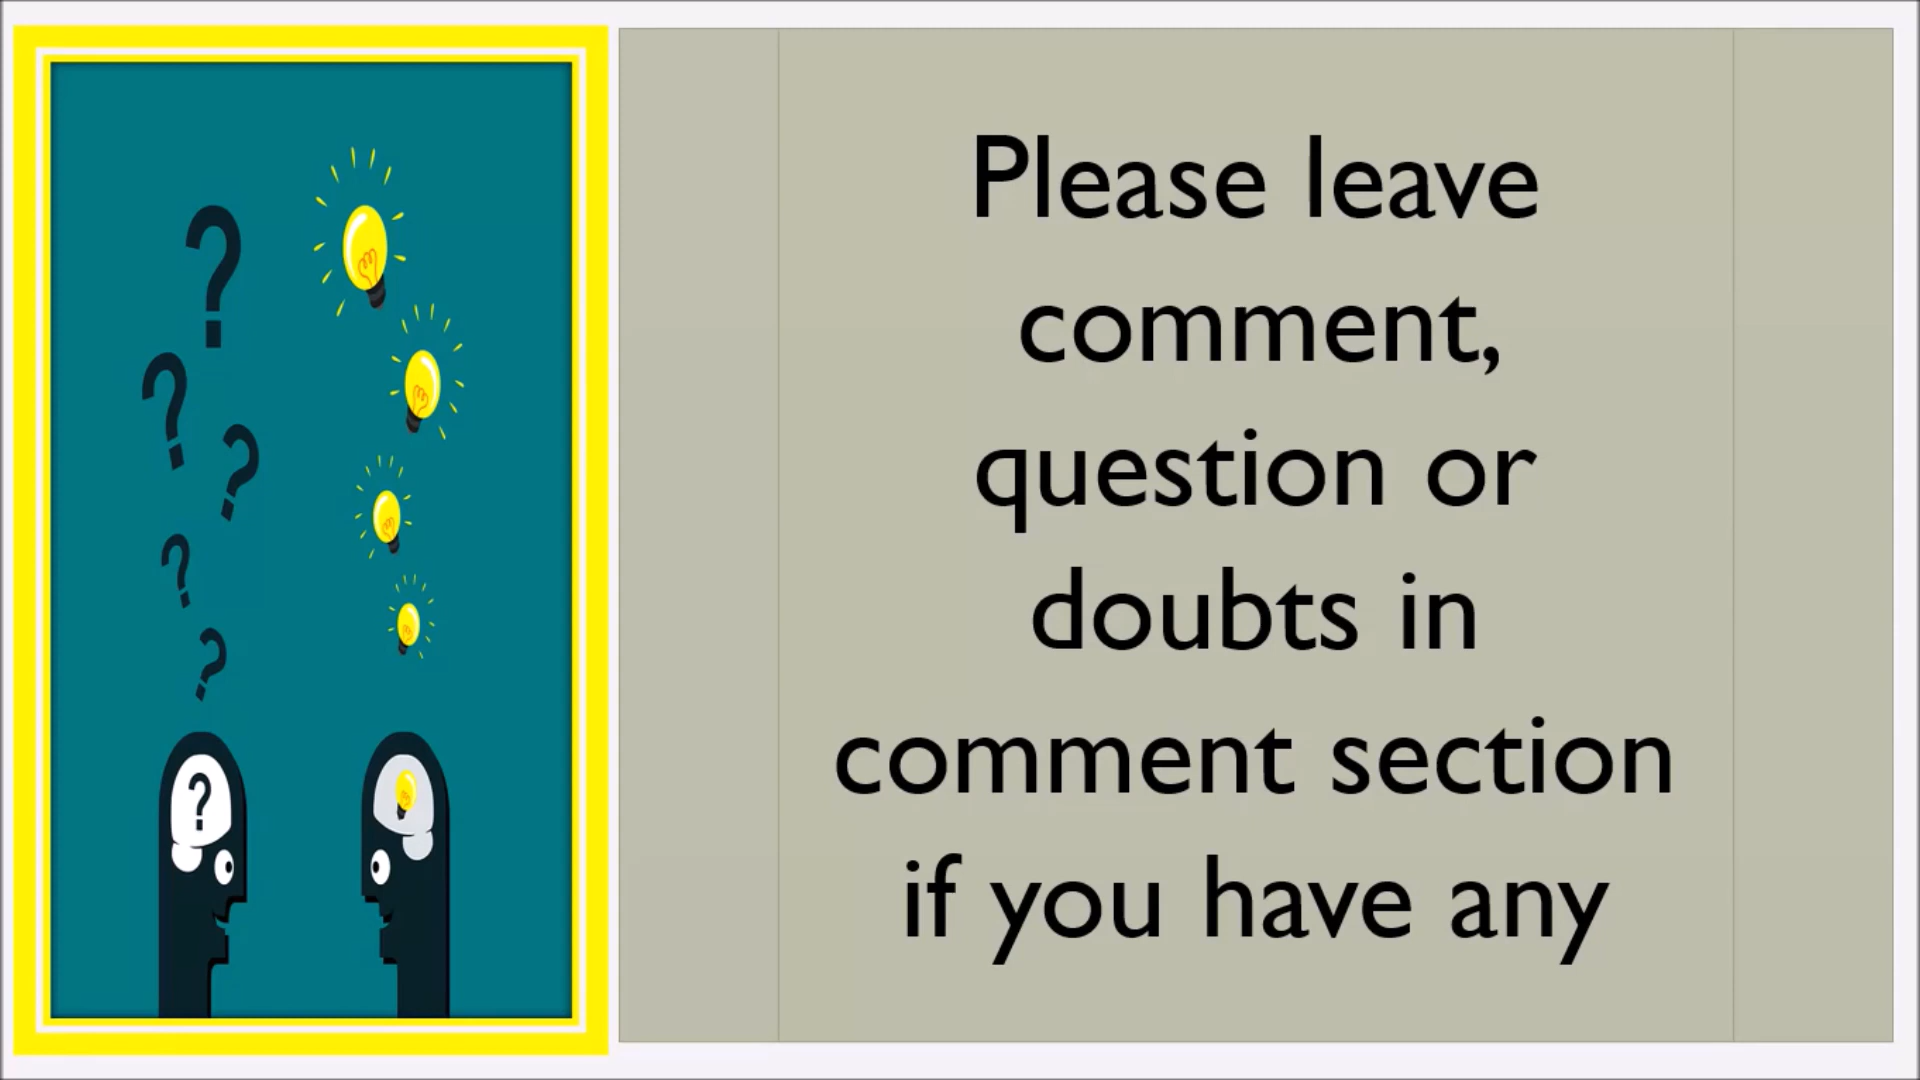 Please leave
comment,
question or
doubts in
comment section
if you have any